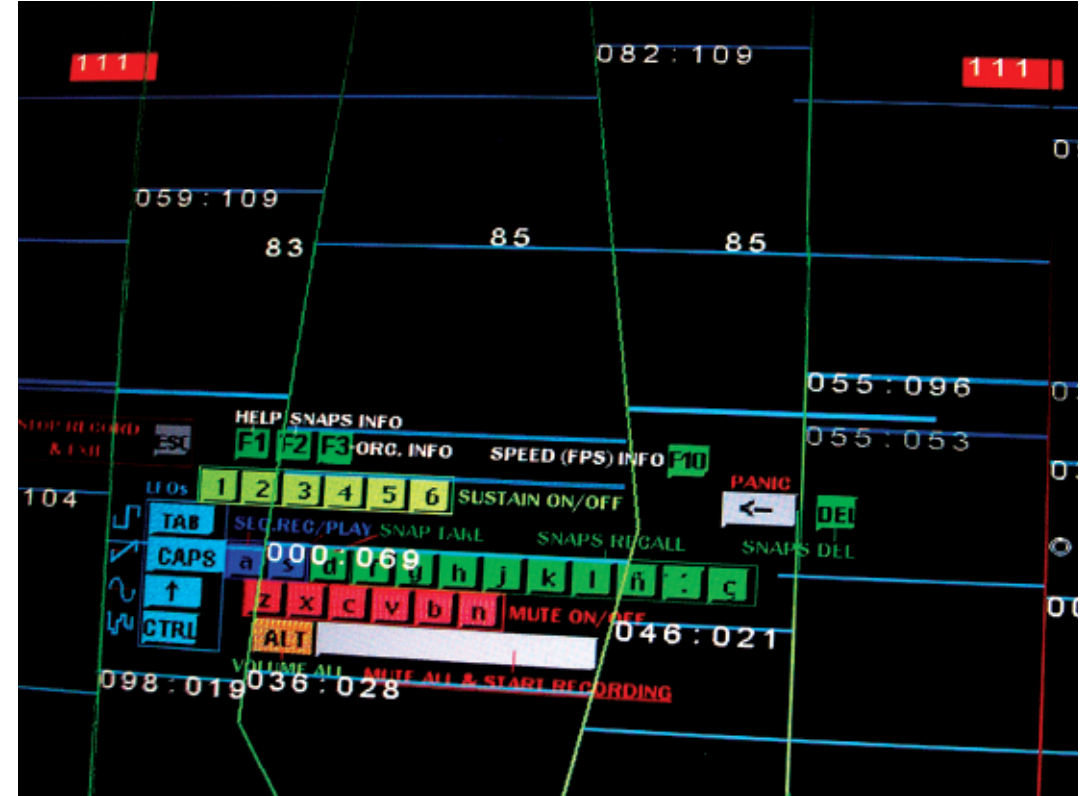 082:109
111
111
059:109
83
85
85
055:096
HELP SNAPS INFO
055:053
STOP RECORD
& EXIT
ESC
F1 F2 F3-ORC. INFO
SPEED (FPS) INFO F10
104
LFOs
1 2 3 4 5 6 SUSTAIN ON/OFF
PANIC
<-
DEL
TAB
SEC.REC/PLAY
SNAP TAKE
SNAPS RECALL
SNAPS DEL
CAPS
a s d f g h j k l ñ ´: ç
000:069
↑
z x c v b n MUTE ON/OFF
CTRL
ALT
046:021
VOLUME ALL
MUTE ALL & START RECORDING
098:019
036:028